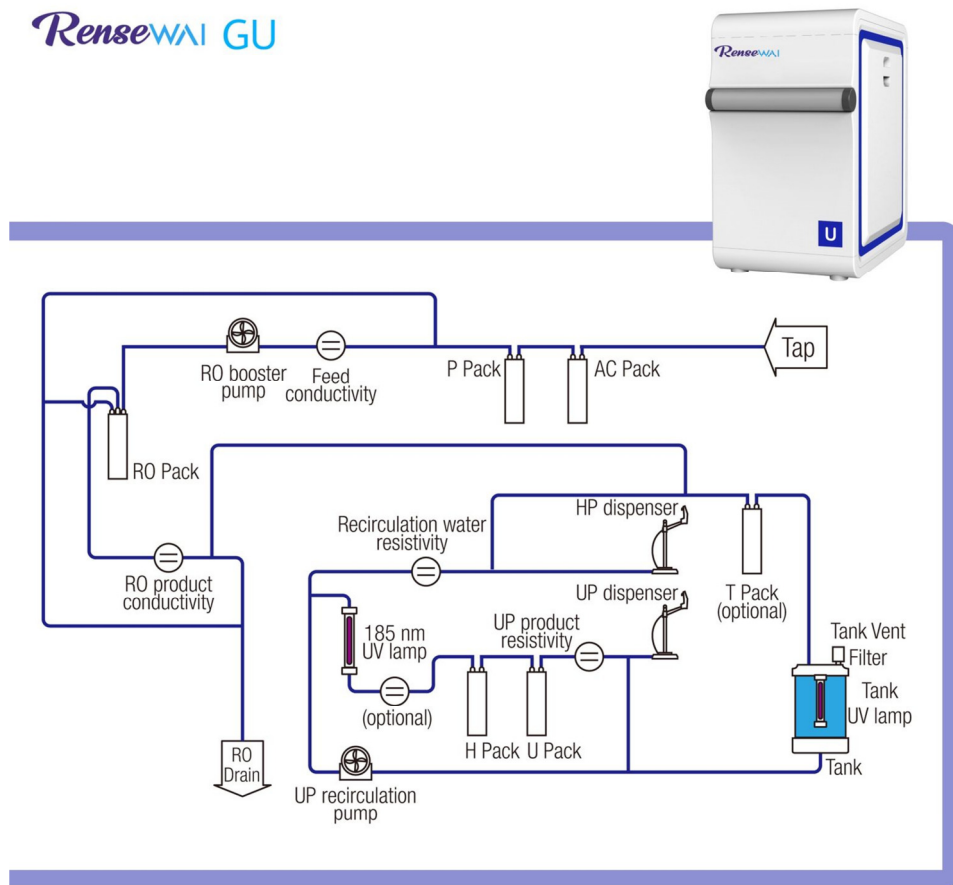 RenseWAI GU
RenseWAI
U
Tap
P Pack
AC Pack
RO booster
pump
Feed
conductivity
RO Pack
HP dispenser
Recirculation water
resistivity
RO product
conductivity
UP dispenser
T Pack
(optional)
185 nm
UV lamp
UP product
resistivity
Tank Vent
Filter
Tank
UV lamp
(optional)
H Pack
U Pack
RO
Drain
Tank
UP recirculation
pump